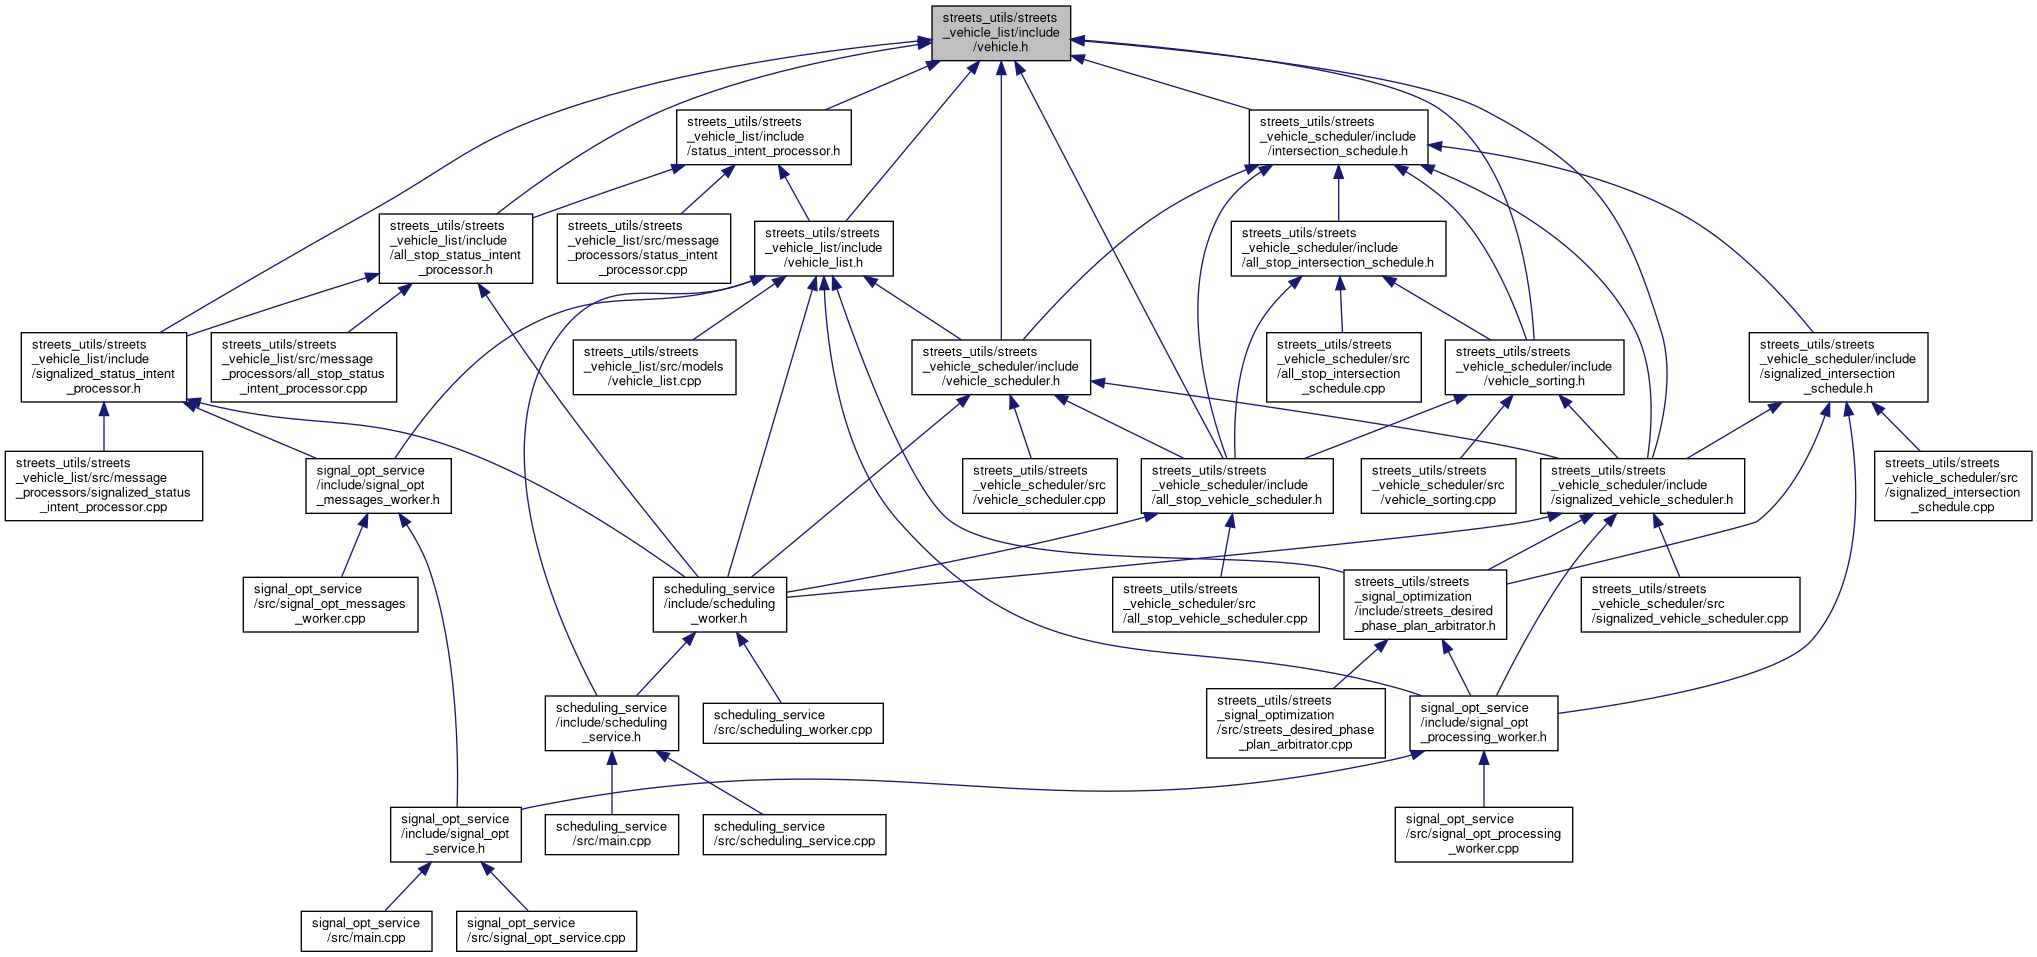 streets_utils/streets
_vehicle_list/include
/vehicle.h
streets_utils/streets
_vehicle_list/include
/status_intent_processor.h
streets_utils/streets
_vehicle_scheduler/include
/intersection_schedule.h
streets_utils/streets
_vehicle_list/include
/all_stop_status_intent
_processor.h
streets_utils/streets
_vehicle_list/src/message
_processors/status_intent
_processor.cpp
streets_utils/streets
_vehicle_list/include
/vehicle_list.h
streets_utils/streets
_vehicle_scheduler/include
/all_stop_intersection_schedule.h
streets_utils/streets
_vehicle_list/include
/signalized_status_intent
_processor.h
streets_utils/streets
_vehicle_list/src/message
_processors/all_stop_status
_intent_processor.cpp
streets_utils/streets
_vehicle_list/src/models
/vehicle_list.cpp
streets_utils/streets
_vehicle_scheduler/include
/vehicle_scheduler.h
streets_utils/streets
_vehicle_scheduler/src
/all_stop_intersection
_schedule.cpp
streets_utils/streets
_vehicle_scheduler/include
/vehicle_sorting.h
streets_utils/streets
_vehicle_scheduler/include
/signalized_intersection
_schedule.h
streets_utils/streets
_vehicle_list/src/message
_processors/signalized_status
_intent_processor.cpp
signal_opt_service
/include/signal_opt
_messages_worker.h
streets_utils/streets
_vehicle_scheduler/src
/vehicle_scheduler.cpp
streets_utils/streets
_vehicle_scheduler/include
/all_stop_vehicle_scheduler.h
streets_utils/streets
_vehicle_scheduler/src
/vehicle_sorting.cpp
streets_utils/streets
_vehicle_scheduler/include
/signalized_vehicle_scheduler.h
streets_utils/streets
_vehicle_scheduler/src
/signalized_intersection
_schedule.cpp
signal_opt_service
/src/signal_opt_messages
_worker.cpp
scheduling_service
/include/scheduling
_worker.h
streets_utils/streets
_vehicle_scheduler/src
/all_stop_vehicle_scheduler.cpp
streets_utils/streets
_signal_optimization
/include/streets_desired
_phase_plan_arbitrator.h
streets_utils/streets
_vehicle_scheduler/src
/signalized_vehicle_scheduler.cpp
scheduling_service
/include/scheduling
_service.h
scheduling_service
/src/scheduling_worker.cpp
streets_utils/streets
_signal_optimization
/src/streets_desired_phase
_plan_arbitrator.cpp
signal_opt_service
/include/signal_opt
_processing_worker.h
signal_opt_service
/include/signal_opt
_service.h
scheduling_service
/src/main.cpp
scheduling_service
/src/scheduling_service.cpp
signal_opt_service
/src/signal_opt_processing
_worker.cpp
signal_opt_service
/src/main.cpp
signal_opt_service
/src/signal_opt_service.cpp